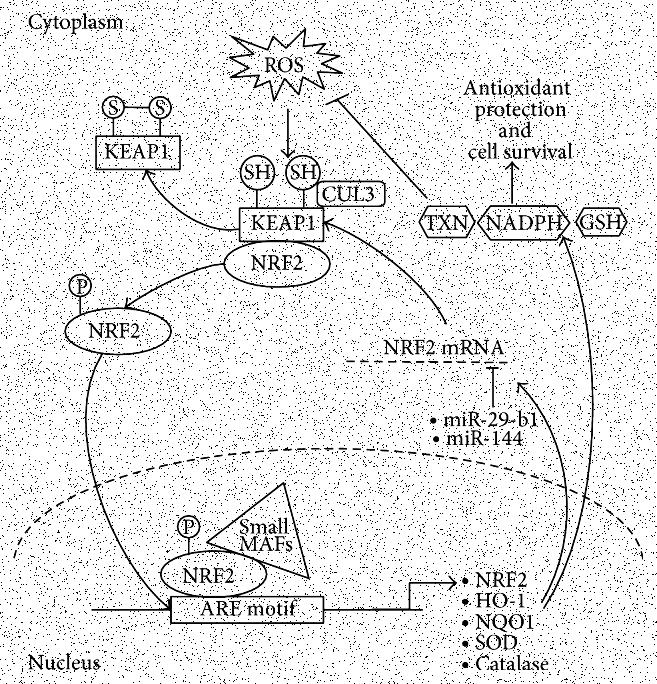 Cytoplasm
ROS
Antioxidant
protection
and
cell survival
S S
KEAP1
SH SH
CUL3
KEAP1
TXN NADPH GSH
NRF2
P
NRF2
NRF2 mRNA
• miR-29-b1
• miR-144
P
Small
MAFs
NRF2
ARE motif
• NRF2
• HO-1
• NQO1
• SOD
• Catalase
Nucleus